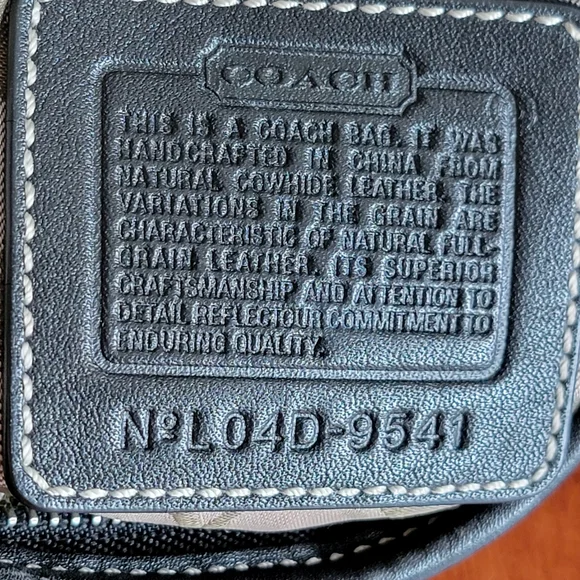 COACH
THIS IS A COACH BAG. IT WAS
HANDCRAFTED IN CHINA FROM
NATURAL COWHIDE LEATHER. THE
VARIATIONS IN THE GRAIN ARE
CHARACTERISTIC OF NATURAL FULL-
GRAIN LEATHER. ITS SUPERIOR
CRAFTSMANSHIP AND ATTENTION TO
DETAIL REFLECT OUR COMMITMENT TO
ENDURING QUALITY.
Nº L04D-9541